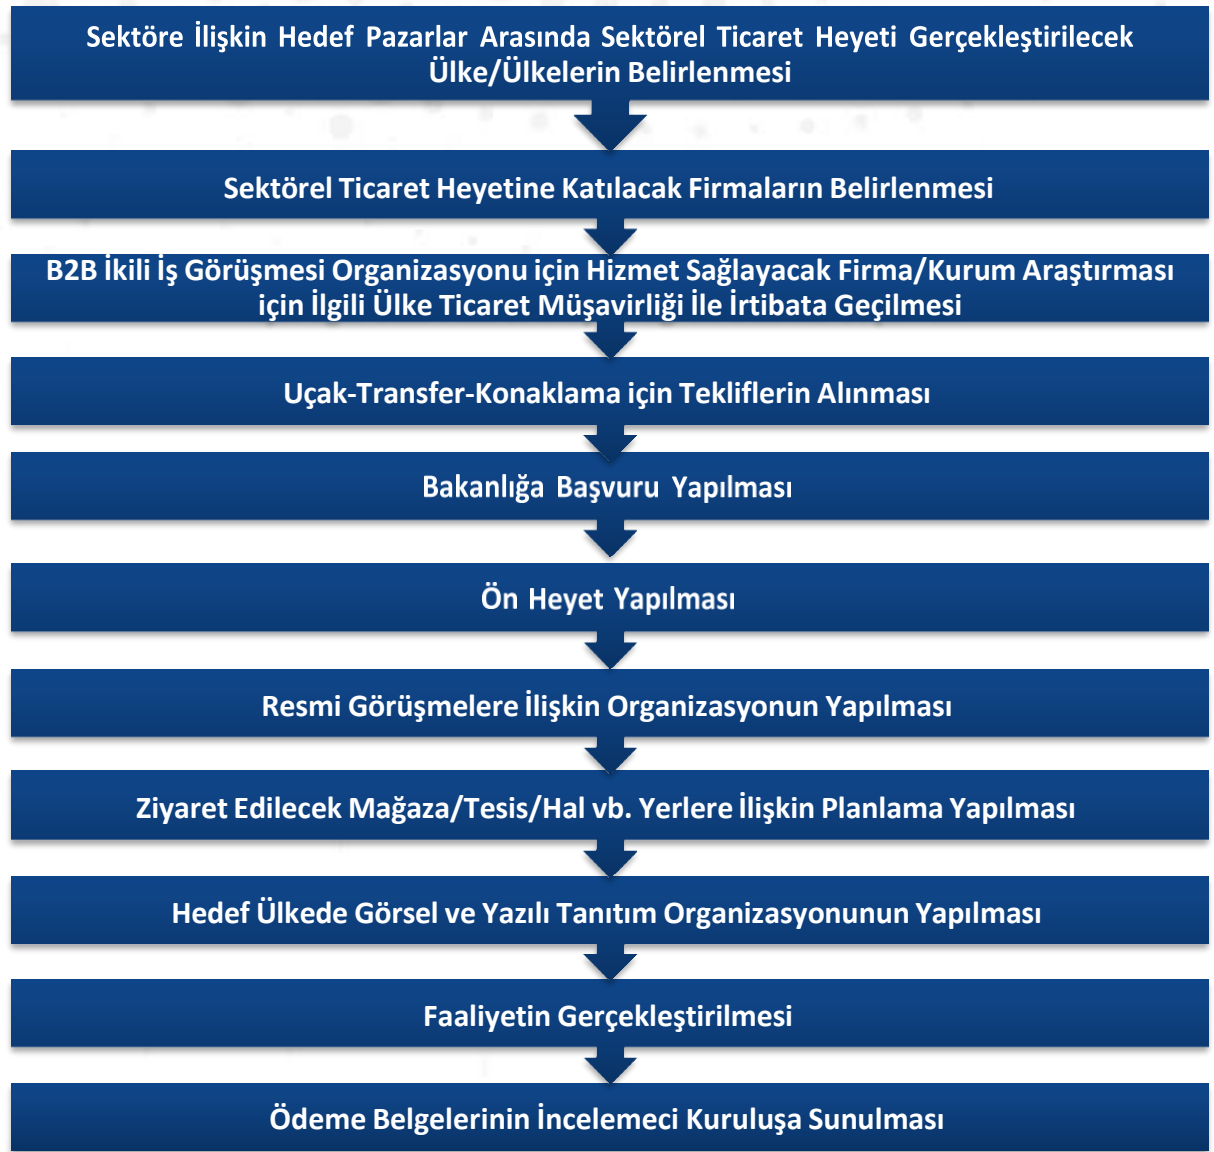 Sektöre İlişkin Hedef Pazarlar Arasında Sektörel Ticaret Heyeti Gerçekleştirilecek
Ülke/Ülkelerin Belirlenmesi
Sektörel Ticaret Heyetine Katılacak Firmaların Belirlenmesi
B2B İkili İş Görüşmesi Organizasyonu için Hizmet Sağlayacak Firma/Kurum Araştırması
için İlgili Ülke Ticaret Müşavirliği İle İrtibata Geçilmesi
Uçak-Transfer-Konaklama için Tekliflerin Alınması
Bakanlığa Başvuru Yapılması
Ön Heyet Yapılması
Resmi Görüşmelere İlişkin Organizasyonun Yapılması
Ziyaret Edilecek Mağaza/Tesis/Hal vb. Yerlere İlişkin Planlama Yapılması
Hedef Ülkede Görsel ve Yazılı Tanıtım Organizasyonunun Yapılması
Faaliyetin Gerçekleştirilmesi
Ödeme Belgelerinin İncelemeci Kuruluşa Sunulması